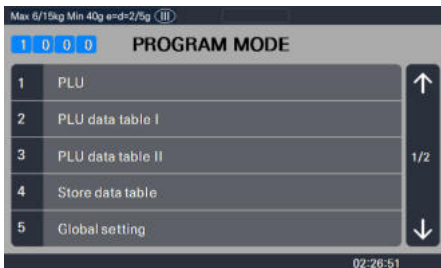 Max 6/15kg Min 40g e=d=2/5g III
1 0 0 0 PROGRAM MODE
1 PLU
2 PLU data table I
3 PLU data table II
1/2
4 Store data table
5 Global setting
02:26:51